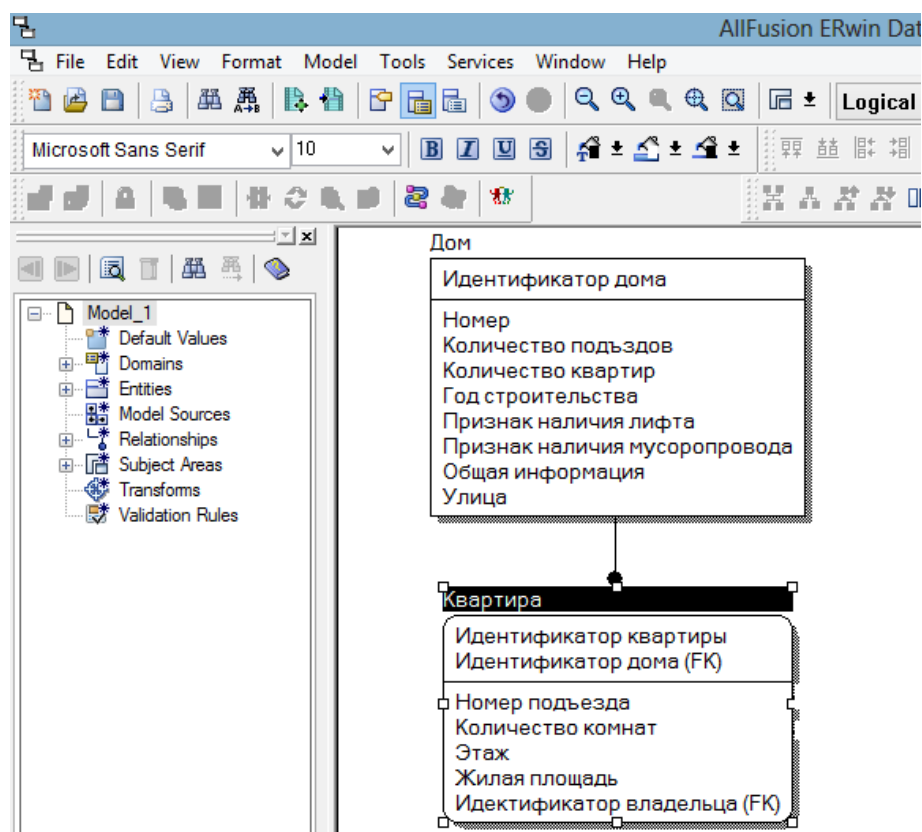 AllFusion ERwin Dat
File Edit View Format Model Tools Services Window Help
Logical
Microsoft Sans Serif 10 B I U S
Model_1
Default Values
Domains
Entities
Model Sources
Relationships
Subject Areas
Transforms
Validation Rules
Дом
Идентификатор дома
Номер
Количество подъздов
Количество квартир
Год строительства
Признак наличия лифта
Признак наличия мусоропровода
Общая информация
Улица
Квартира
Идентификатор квартиры
Идентификатор дома (FK)
Номер подъезда
Количество комнат
Этаж
Жилая площадь
Идектификатор владельца (FK)